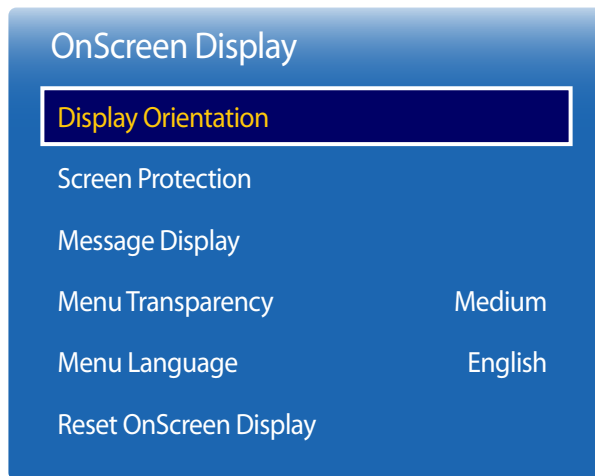 OnScreen Display
Display Orientation
Screen Protection
Message Display
Menu Transparency Medium
Menu Language English
Reset OnScreen Display